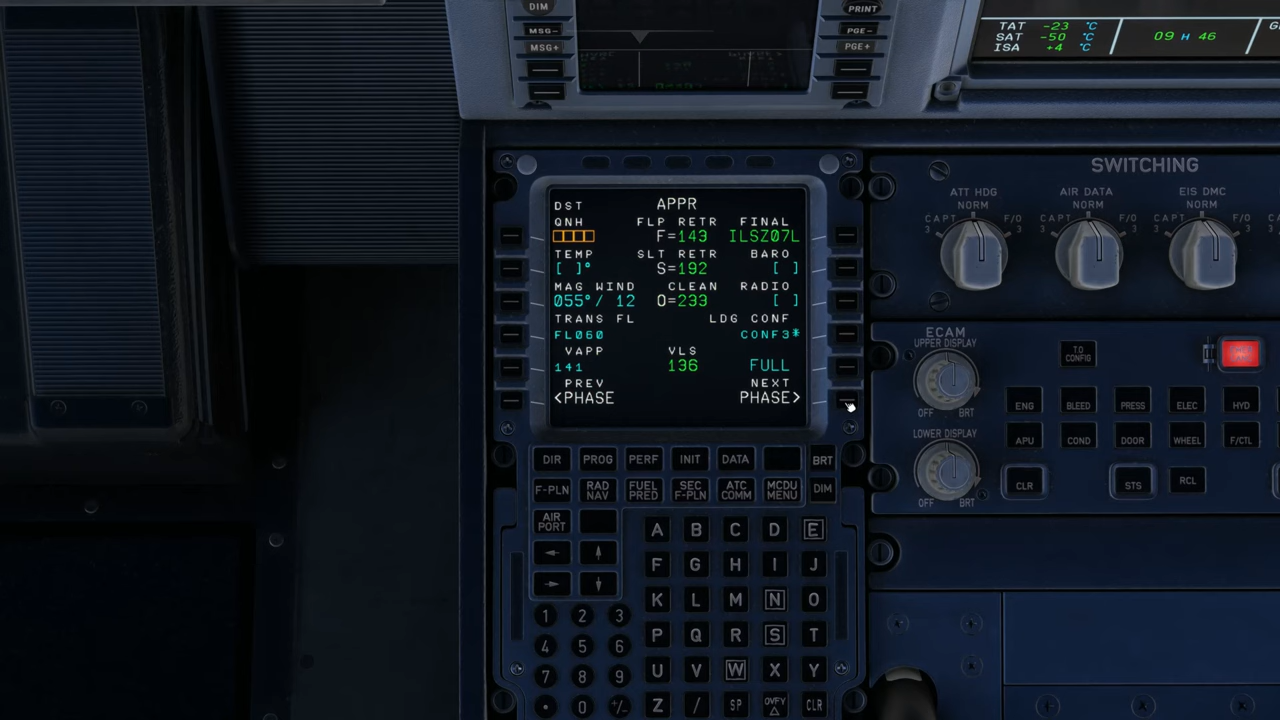 DIM
PRINT
MSG-
PGE-
MSG+
PGE+
TAT -23 °C
SAT -50 °C
ISA +4 °C
09 H 46
G
DST APPR
QNH FLP RETR FINAL
F=143 ILSZ07L
TEMP SLT RETR BARO
[ ]° S=192 [ ]
MAG WIND CLEAN RADIO
055°/ 12 O=233 [ ]
TRANS FL LDG CONF
FL060 CONF3*
VAPP VLS
141 136 FULL
PREV NEXT
<PHASE PHASE>
SWITCHING
ATT HDG AIR DATA EIS DMC
NORM NORM NORM
CAPT 3 F/O 3 CAPT 3 F/O 3 CAPT 3 F/O 3
ECAM
UPPER DISPLAY
OFF BRT
T.O CONFIG
LOWER DISPLAY
OFF BRT
ENG BLEED PRESS ELEC HYD
APU COND DOOR WHEEL F/CTL
CLR STS RCL
DIR PROG PERF INIT DATA BRT
F-PLN RAD NAV FUEL PRED SEC F-PLN ATC COMM MCDU MENU DIM
AIR PORT
← ↑
→ ↓
A B C D E
F G H I J
K L M N O
P Q R S T
U V W X Y
Z / SP OVFY △ CLR
1 2 3
4 5 6
7 8 9
. 0 +/-